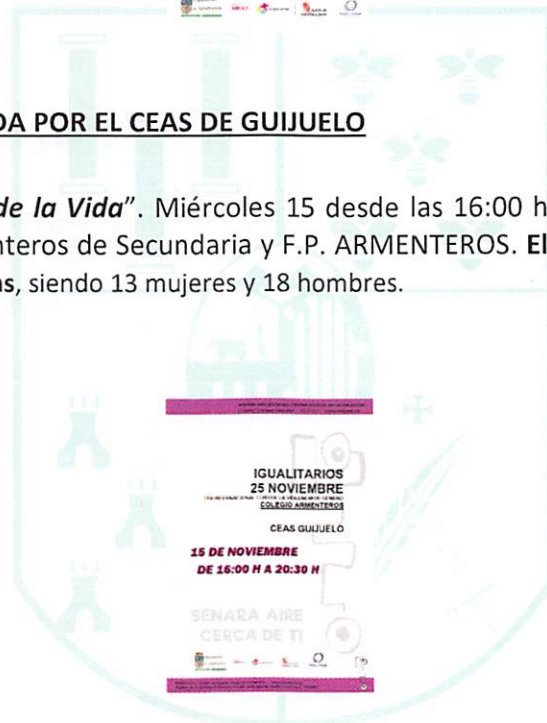 DA POR EL CEAS DE GUIJUELO
de la Vida". Miércoles 15 desde las 16:00 h
nteros de Secundaria y F.P. ARMENTEROS. El
as, siendo 13 mujeres y 18 hombres.
IGUALITARIOS
25 NOVIEMBRE
COLEGIO ARMENTEROS
CEAS GUIJUELO
15 DE NOVIEMBRE
DE 16:00 H A 20:30 H
SENARA AIRE
CERCA DE TI